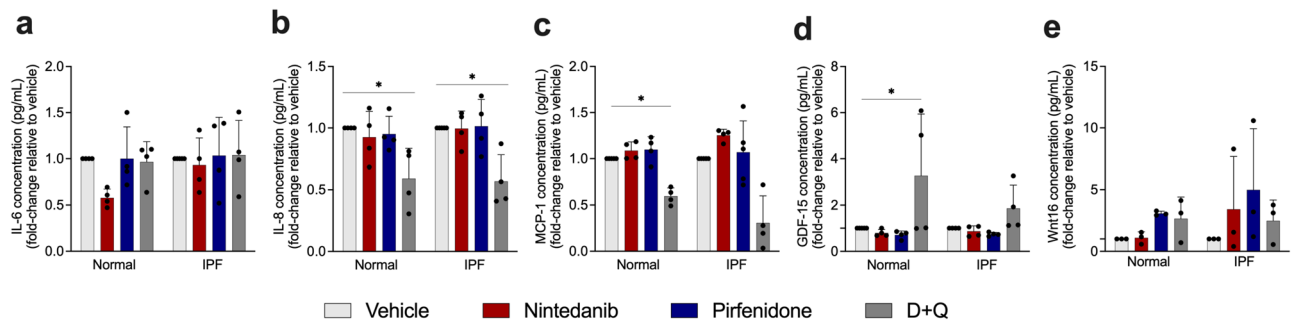 a
IL-6 concentration (pg/mL)
(fold-change relative to vehicle)
2.0
1.5
1.0
0.5
0.0
Normal IPF
b
IL-8 concentration (pg/mL)
(fold-change relative to vehicle)
1.5
1.0
0.5
0.0
* *
Normal IPF
c
MCP-1 concentration (pg/mL)
(fold-change relative to vehicle)
2.0
1.5
1.0
0.5
0.0
*
Normal IPF
d
GDF-15 concentration (pg/mL)
(fold-change relative to vehicle)
8
6
4
2
0
*
Normal IPF
e
Wnt16 concentration (pg/mL)
(fold-change relative to vehicle)
15
10
5
0
Normal IPF
Vehicle Nintedanib Pirfenidone D+Q